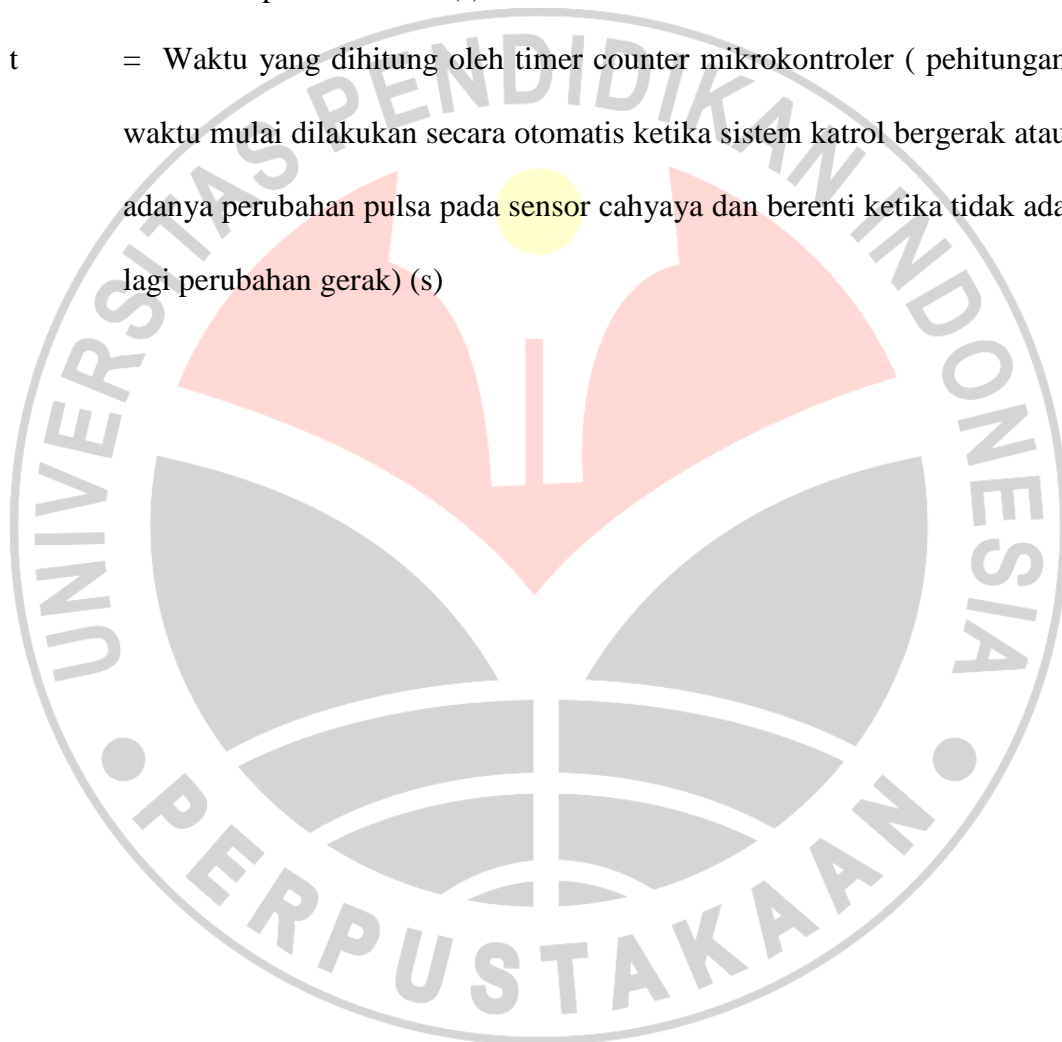 t = Waktu yang dihitung oleh timer counter mikrokontroler ( pehitungan
waktu mulai dilakukan secara otomatis ketika sistem katrol bergerak atau
adanya perubahan pulsa pada sensor cahyaya dan berenti ketika tidak ada
lagi perubahan gerak) (s)
UNIVERSITAS PENDIDIKAN INDONESIA
PERPUSTAKAAN